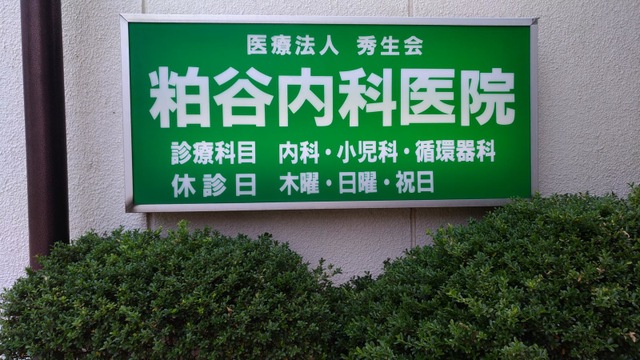 医療法人 秀生会
粕谷内科医院
診療科目 内科・小児科・循環器科
休診日 木曜・日曜・祝日